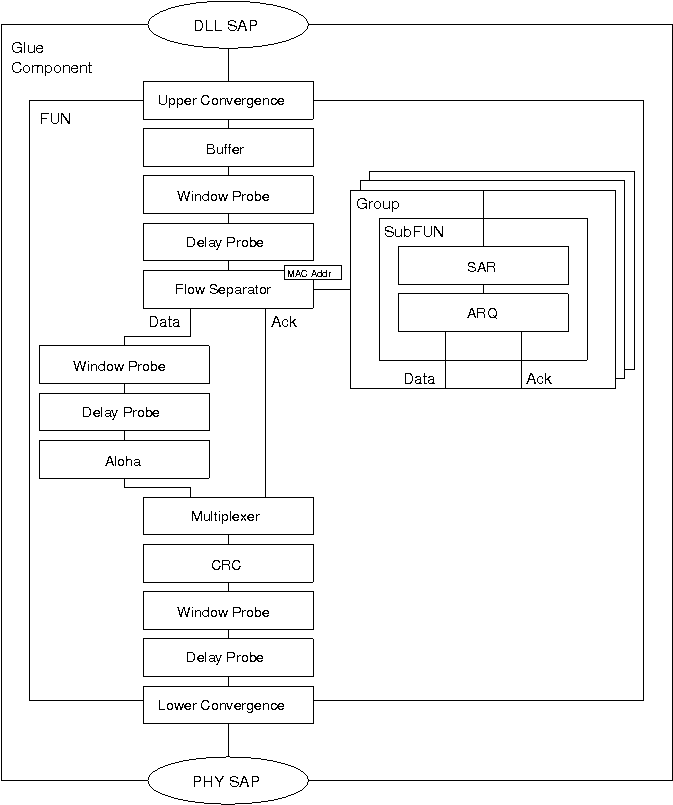 DLL SAP
Glue
Component
Upper Convergence
FUN
Buffer
Window Probe
Delay Probe
MAC Addr
Flow Separator
Data
Ack
Group
SubFUN
SAR
ARQ
Data
Ack
Window Probe
Delay Probe
Aloha
Multiplexer
CRC
Window Probe
Delay Probe
Lower Convergence
PHY SAP